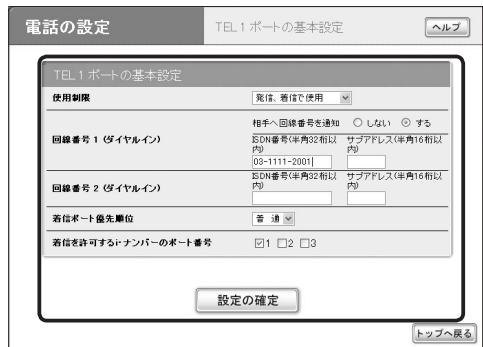 電話の設定
TEL1ポートの基本設定
ヘルプ
TEL1ポートの基本設定
使用制限
発信、着信で使用
相手へ回線番号を通知 しない する
回線番号1(ダイヤルイン)
ISDN番号(半角32桁以内)
サブアドレス(半角16桁以内)
03-1111-2001
回線番号2(ダイヤルイン)
ISDN番号(半角32桁以内)
サブアドレス(半角16桁以内)
着信ポート優先順位
普通
着信を許可するi・ナンバーのポート番号
1 2 3
設定の確定
トップへ戻る